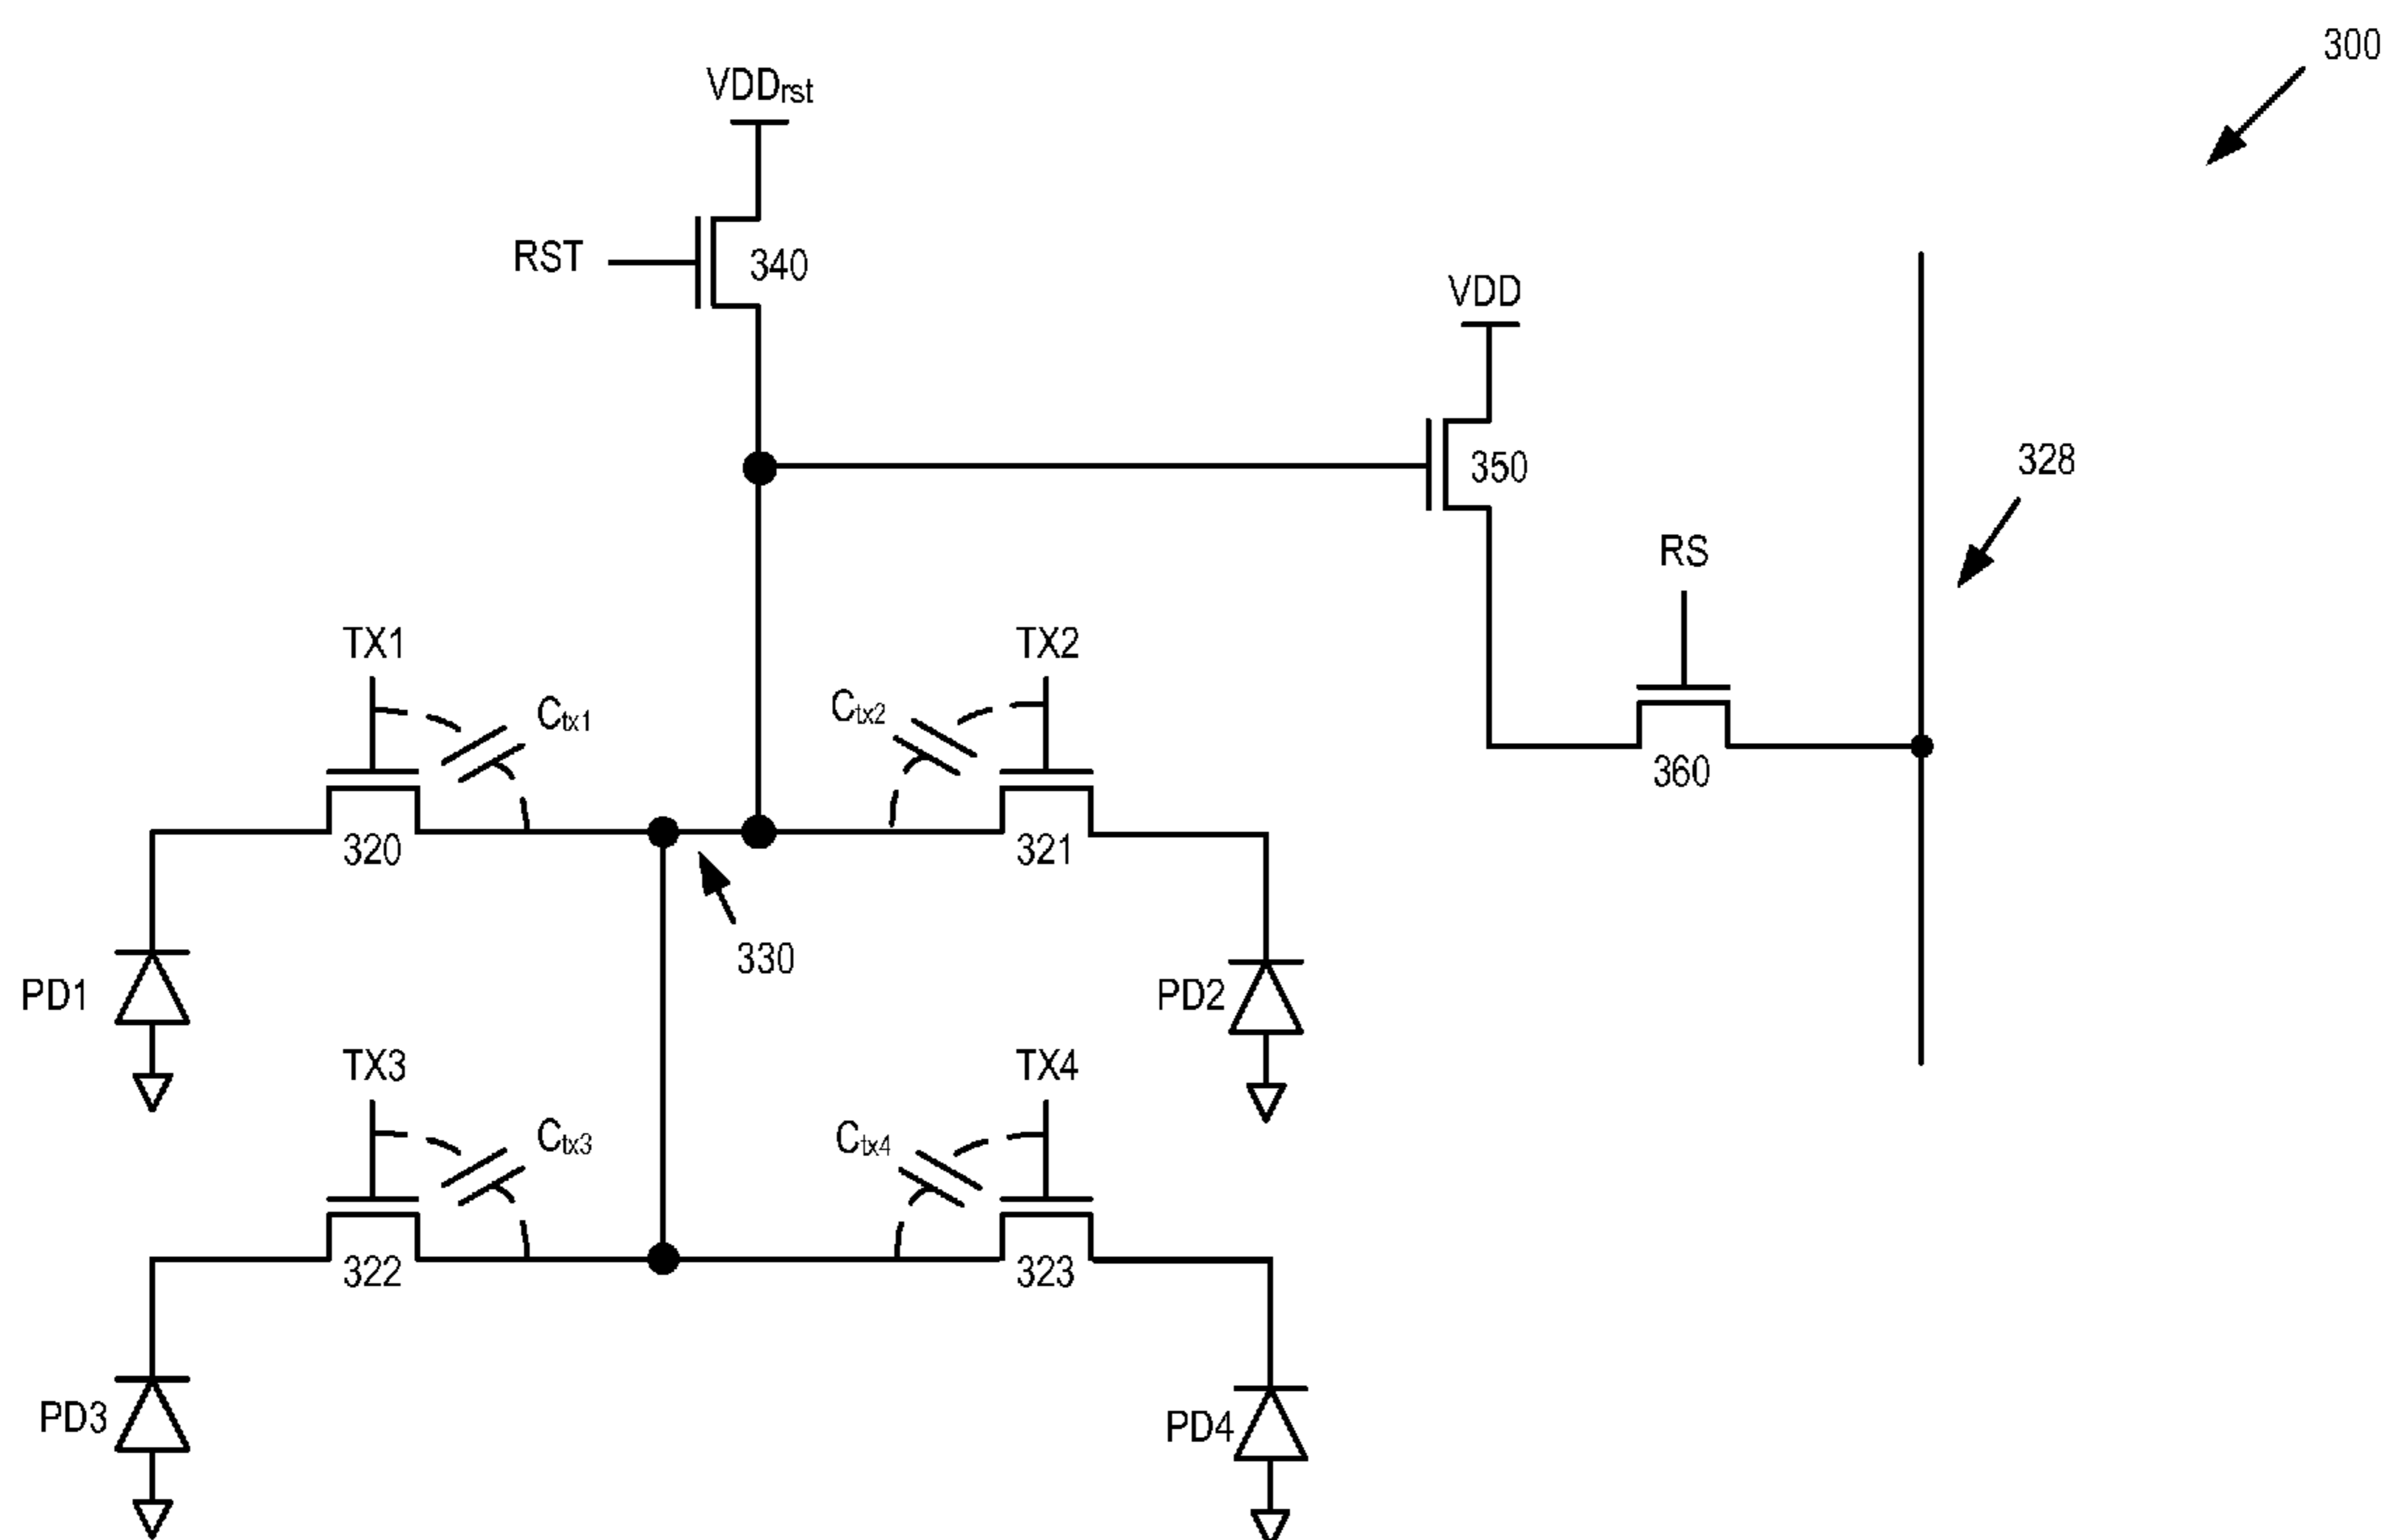 300
VDDrst
RST
340
VDD
350
328
RS
360
TX1
Ctx1
Ctx2
TX2
320
321
330
PD1
PD2
TX3
Ctx3
Ctx4
TX4
322
323
PD3
PD4